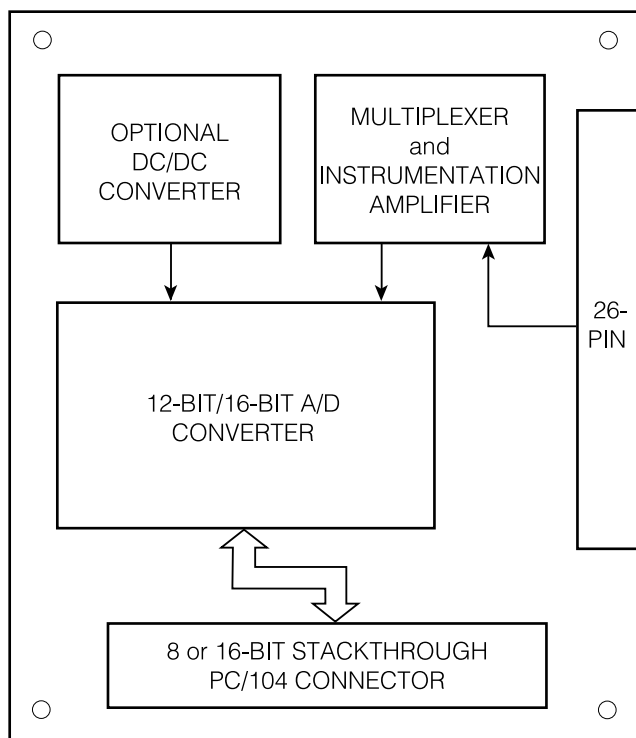 OPTIONAL
DC/DC
CONVERTER
MULTIPLEXER
and
INSTRUMENTATION
AMPLIFIER
26-
PIN
12-BIT/16-BIT A/D
CONVERTER
8 or 16-BIT STACKTHROUGH
PC/104 CONNECTOR